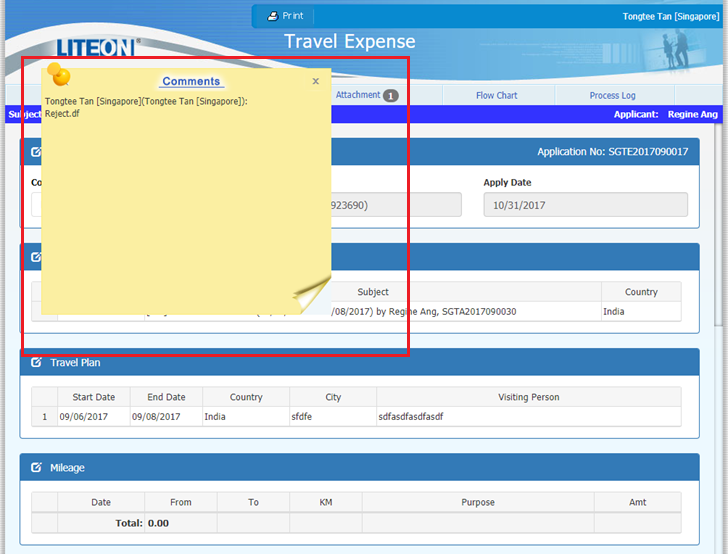 Print
Tongtee Tan [Singapore]
LITEON®
Travel Expense
Comments
x
Tongtee Tan [Singapore](Tongtee Tan [Singapore]):
Reject.df
Attachment 1
Flow Chart
Process Log
Subject
Applicant: Regine Ang
Application No: SGTE2017090017
Co
Apply Date
923690)
10/31/2017
Subject
Country
/08/2017) by Regine Ang, SGTA2017090030
India
Travel Plan
Start Date End Date Country City Visiting Person
1 09/06/2017 09/08/2017 India sfdfe sdfasdfasdfasdf
Mileage
Date From To KM Purpose Amt
Total: 0.00